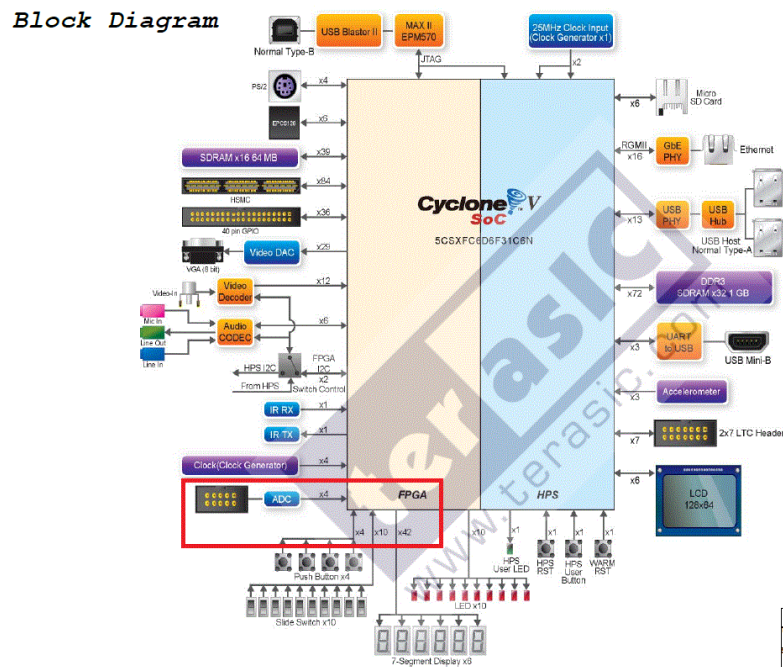 Block Diagram
Normal Type-B
USB Blaster II
MAX II
EPM570
25MHz Clock Input
(Clock Generator x1)
JTAG
x2
PS/2
x4
x6
Micro
SD Card
EPCS128
x6
SDRAM x16 64 MB
x39
RGMII
x16
GbE
PHY
Ethernet
HSMC
x84
40 pin GPIO
x36
Cyclone V
SoC
5CSXFC6D6F31C6N
x13
USB
PHY
USB
Hub
USB Host
Normal Type-A
VGA (8 bit)
Video DAC
x29
Video-In
Video
Decoder
x12
x72
DDR3
SDRAM x32 1 GB
Mic In
Line Out
Line In
Audio
CODEC
x6
x3
UART
to USB
USB Mini-B
HPS I2C
From HPS
FPGA
I2C
x2
Switch Control
x3
Accelerometer
IR RX
x1
IR TX
x1
x7
2x7 LTC Header
Clock(Clock Generator)
x4
x6
LCD
128x64
ADC
x4
FPGA
HPS
x4
x10
x42
x10
x1
x1
x1
x1
Push Button x4
HPS
User LED
HPS
RST
HPS
User
Button
WARM
RST
Slide Switch x10
LED x10
7-Segment Display x6
terasic
www.terasic.com